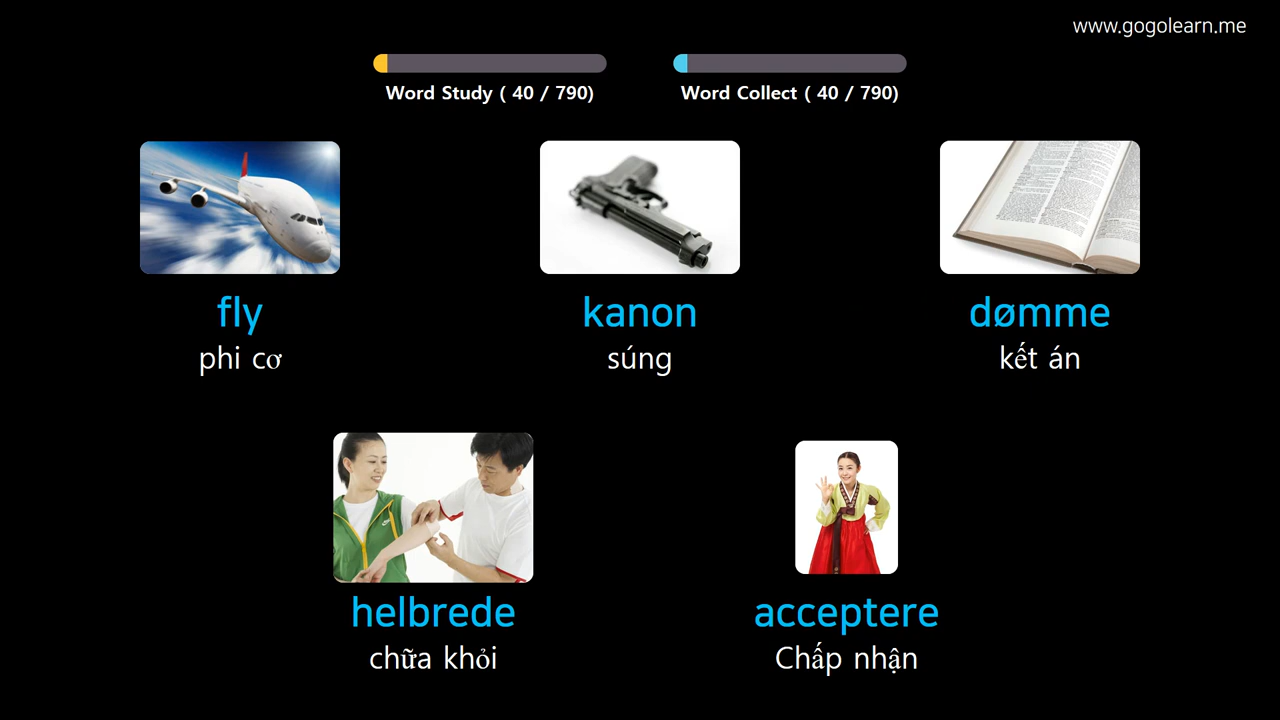 www.gogolearn.me
Word Study ( 40 / 790)
Word Collect ( 40 / 790)
fly
phi cơ
kanon
súng
dømme
kết án
helbrede
chữa khỏi
acceptere
Chấp nhận